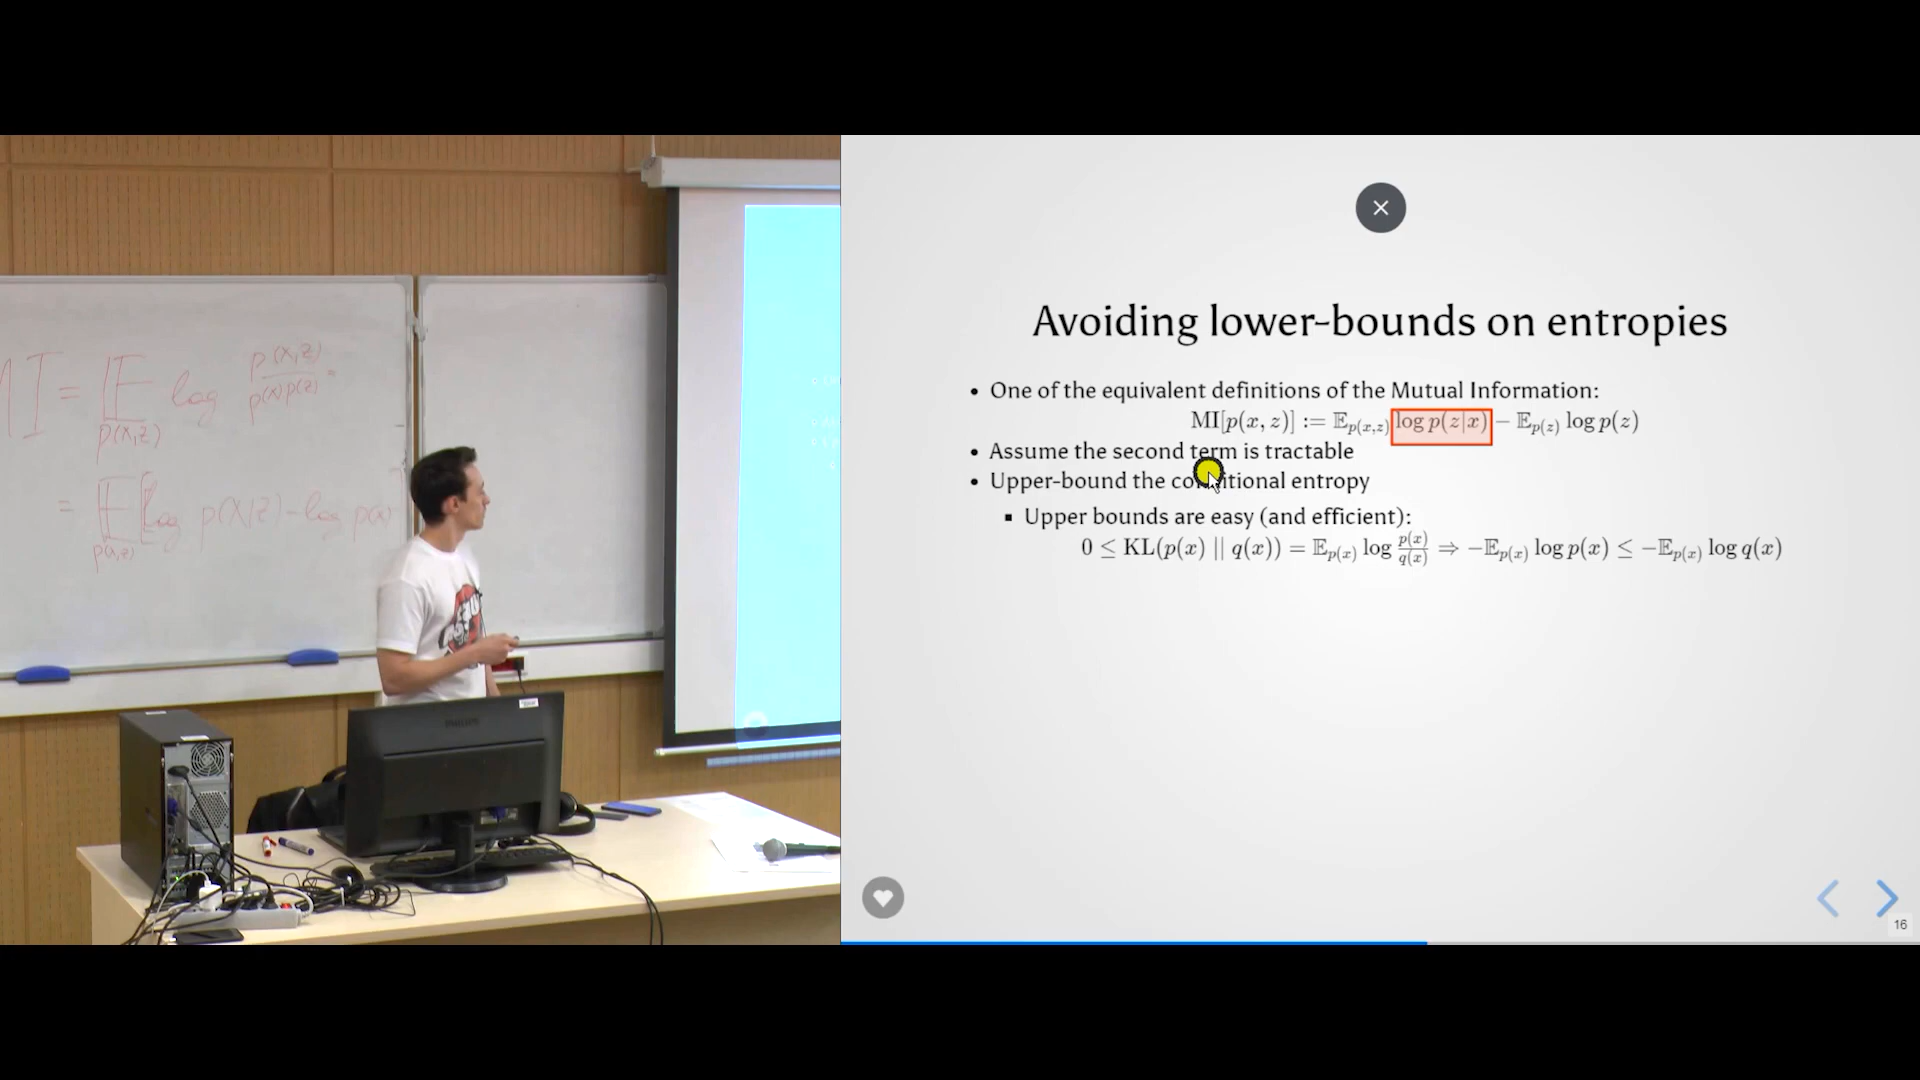 MI = E p(x,z) log p(x,z) / p(x)p(z) =
= E p(x,z) [log p(x|z) - log p(x)
PHILIPS
Avoiding lower-bounds on entropies
• One of the equivalent definitions of the Mutual Information:
MI[p(x, z)] := 𝔼_{p(x,z)} log p(z|x) − 𝔼_{p(z)} log p(z)
• Assume the second term is tractable
• Upper-bound the conditional entropy
▪ Upper bounds are easy (and efficient):
0 ≤ KL(p(x) || q(x)) = 𝔼_{p(x)} log p(x)/q(x) ⇒ −𝔼_{p(x)} log p(x) ≤ −𝔼_{p(x)} log q(x)
16